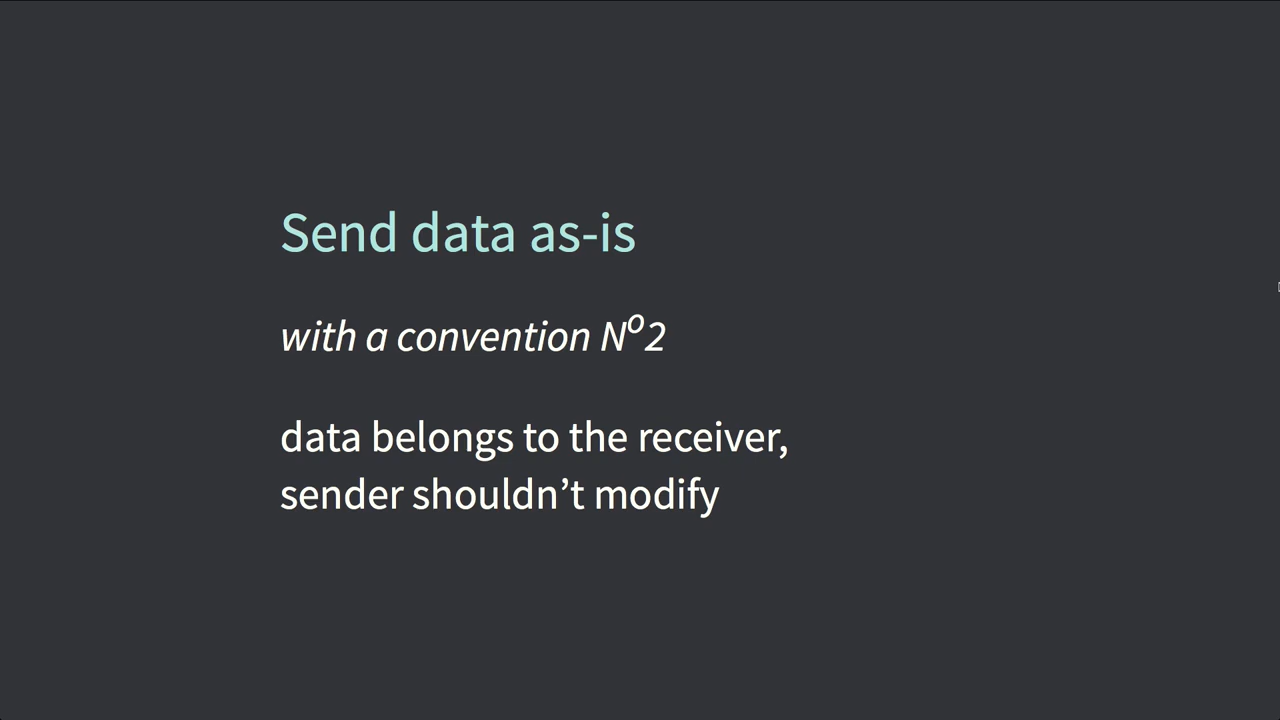 Send data as-is
with a convention Nº2
data belongs to the receiver,
sender shouldn’t modify